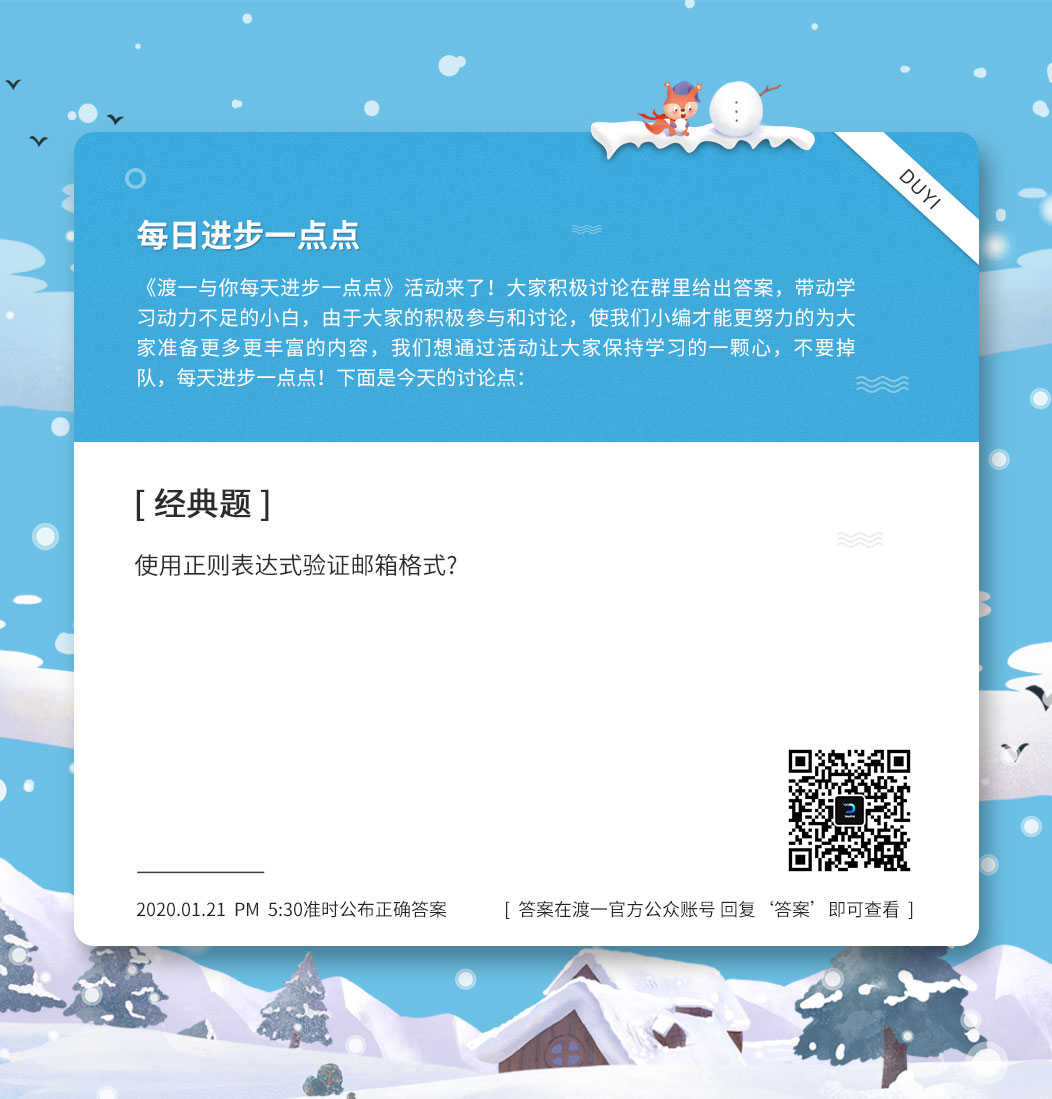 DUYI
每日进步一点点
《渡一与你每天进步一点点》活动来了！大家积极讨论在群里给出答案，带动学
习动力不足的小白，由于大家的积极参与和讨论，使我们小编才能更努力的为大
家准备更多更丰富的内容，我们想通过活动让大家保持学习的一颗心，不要掉
队，每天进步一点点！下面是今天的讨论点：
[ 经典题 ]
使用正则表达式验证邮箱格式？
2020.01.21 PM 5:30准时公布正确答案
[ 答案在渡一官方公众账号 回复‘答案’即可查看 ]